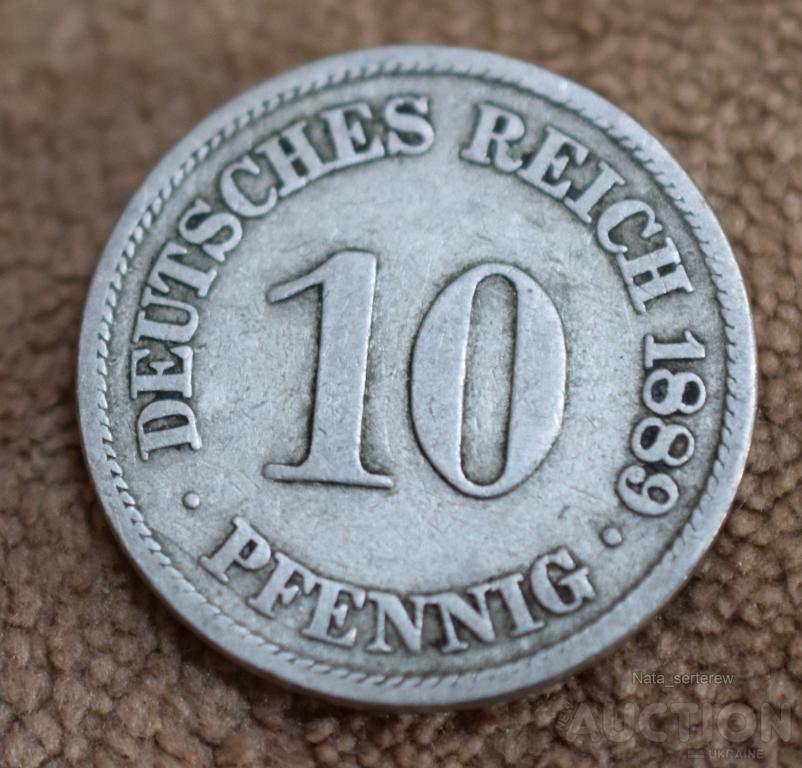 DEUTSCHES REICH 1889
10
PFENNIG
Nata_serterew
AUCTION
UKRAINE